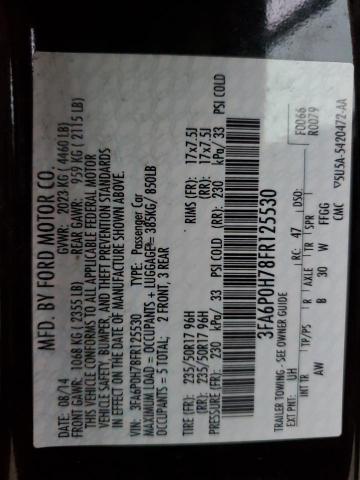 MFD. BY FORD MOTOR CO.
DATE: 08/14 GVWR: 2023 KG ( 4460 LB)
FRONT GAWR: 1068 KG ( 2355 LB) -REAR GAWR: 959 KG ( 2115 LB)
THIS VEHICLE CONFORMS TO ALL APPLICABLE FEDERAL MOTOR
VEHICLE SAFETY, BUMPER, AND THEFT PREVENTION STANDARDS
IN EFFECT ON THE DATE OF MANUFACTURE SHOWN ABOVE.
VIN: 3FA6P0H78FR125530 TYPE: Passenger Car
MAXIMUM LOAD = OCCUPANTS + LUGGAGE= 385KG/ 850LB
OCCUPANTS = 5 TOTAL; 2 FRONT, 3 REAR
TIRE (FR): 235/50R17 96H RIMS (FR): 17x7.5J
(RR): 235/50R17 96H (RR): 17x7.5J
PRESSURE (FR): 230 kPa/ 33 PSI COLD (RR): 230 kPa/ 33 PSI COLD
3FA6P0H78FR125530
F0066
R0079
TRAILER TOWING - SEE OWNER GUIDE
EXT PNT: UH RC: 47 DSO:
INT TR TP/PS R AXLE TR SPR
AW B 30 W FFGG
CMC 5U5A-5420472-AA